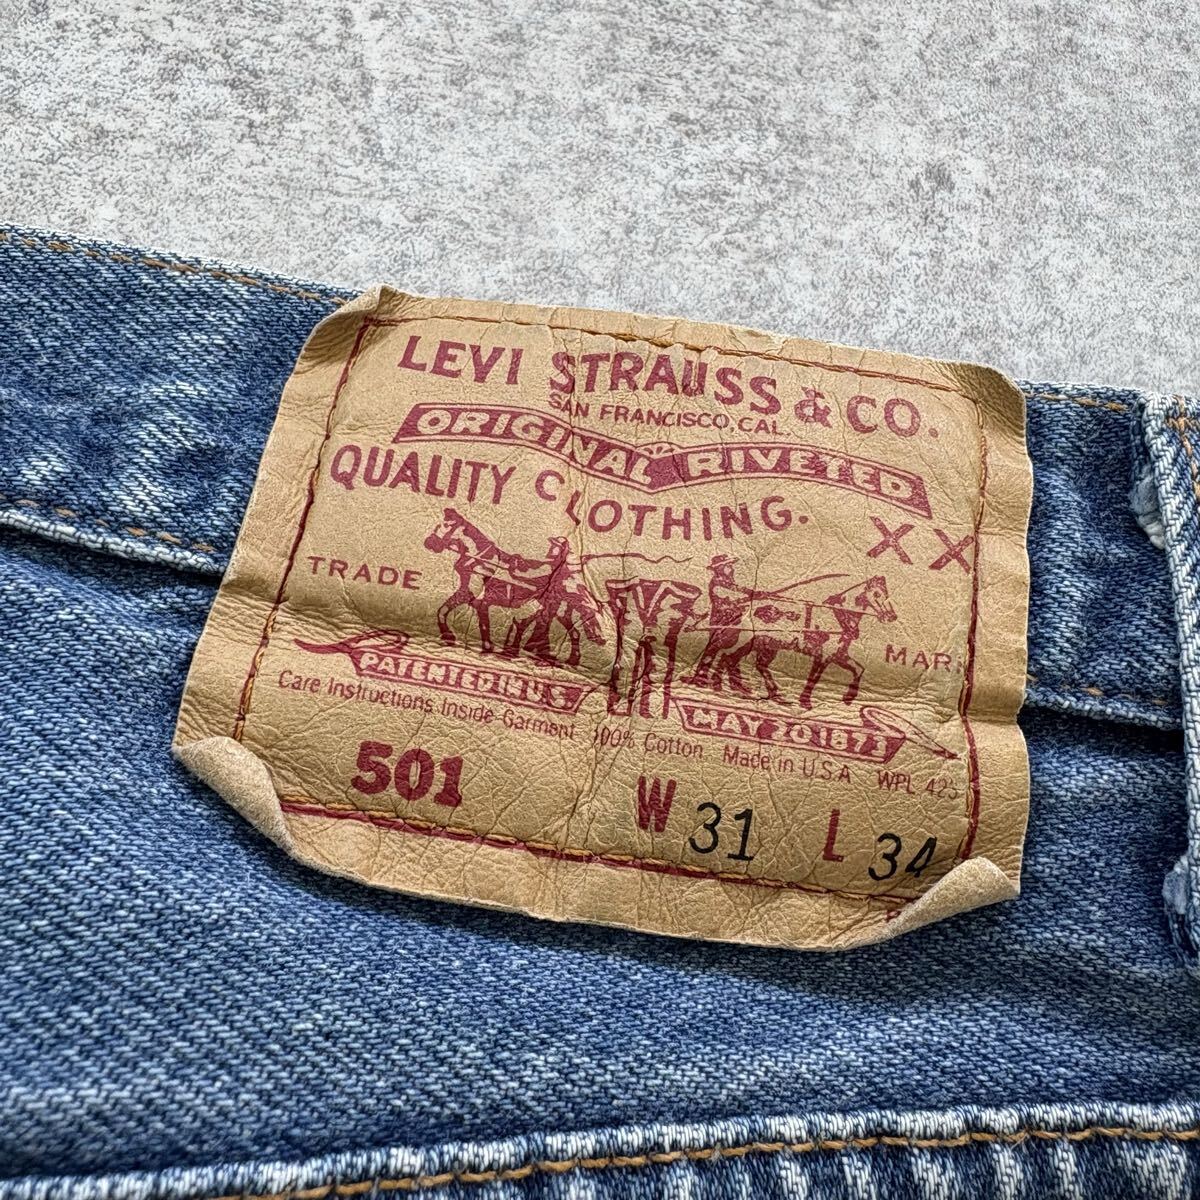 LEVI STRAUSS & CO.
SAN FRANCISCO, CAL.
ORIGINAL RIVETED
QUALITY CLOTHING.
XX
TRADE MAR
PATENTED IN U.S.
MAY 20 1873
Care Instructions Inside Garment 100% Cotton Made in U.S.A WPL 423
501 W 31 L 34